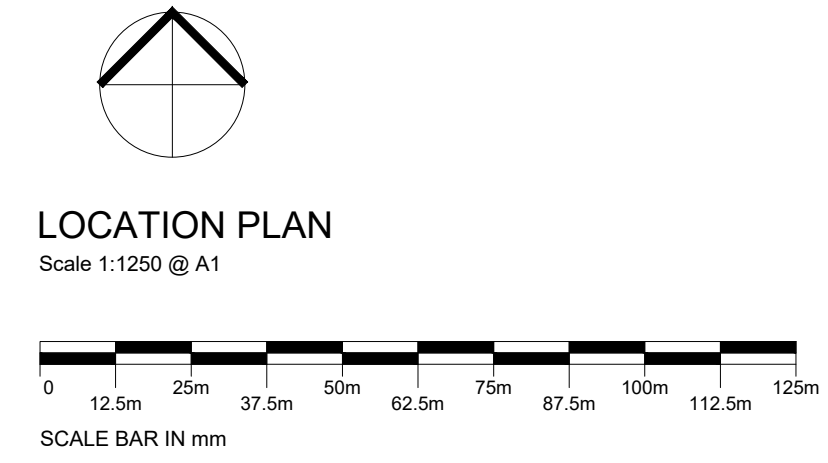 LOCATION PLAN
Scale 1:1250 @ A1
0 25m 50m 75m 100m 125m
12.5m 37.5m 62.5m 87.5m 112.5m
SCALE BAR IN mm